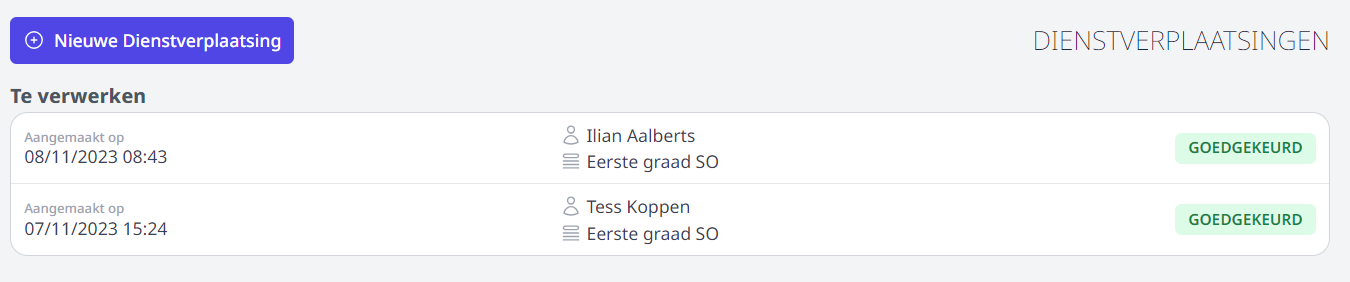 Nieuwe Dienstverplaatsing
DIENSTVERPLAATSINGEN
Te verwerken
Aangemaakt op
08/11/2023 08:43
Ilian Aalberts
Eerste graad SO
GOEDGEKEURD
Aangemaakt op
07/11/2023 15:24
Tess Koppen
Eerste graad SO
GOEDGEKEURD